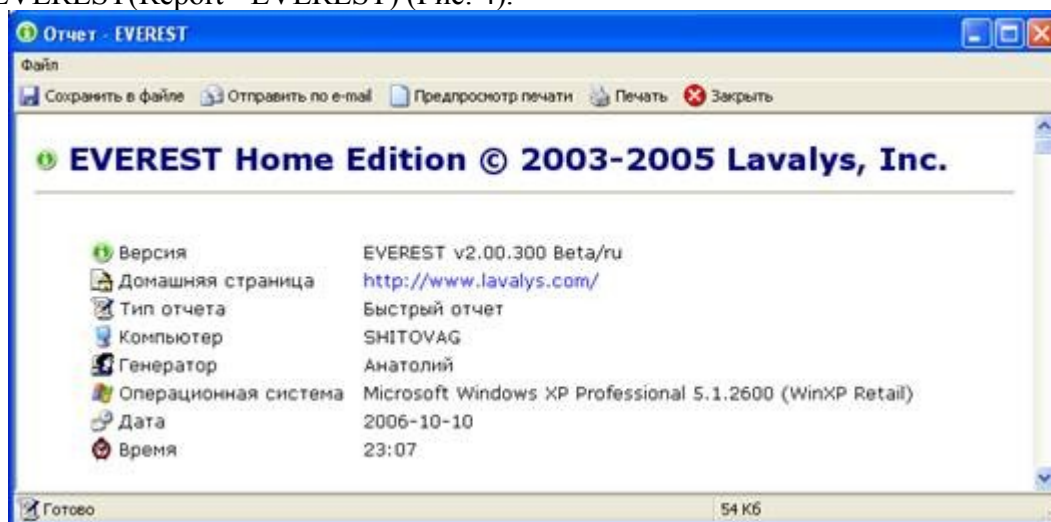 EVEREST(Report - EVEREST) (Рис. 4).
Отчет - EVEREST
Файл
Сохранить в файле Отправить по e-mail Предпросмотр печати Печать Закрыть
EVEREST Home Edition © 2003-2005 Lavalys, Inc.
Версия EVEREST v2.00.300 Beta/ru
Домашняя страница http://www.lavalys.com/
Тип отчета Быстрый отчет
Компьютер SHITOVAG
Генератор Анатолий
Операционная система Microsoft Windows XP Professional 5.1.2600 (WinXP Retail)
Дата 2006-10-10
Время 23:07
Готово 54 Кб